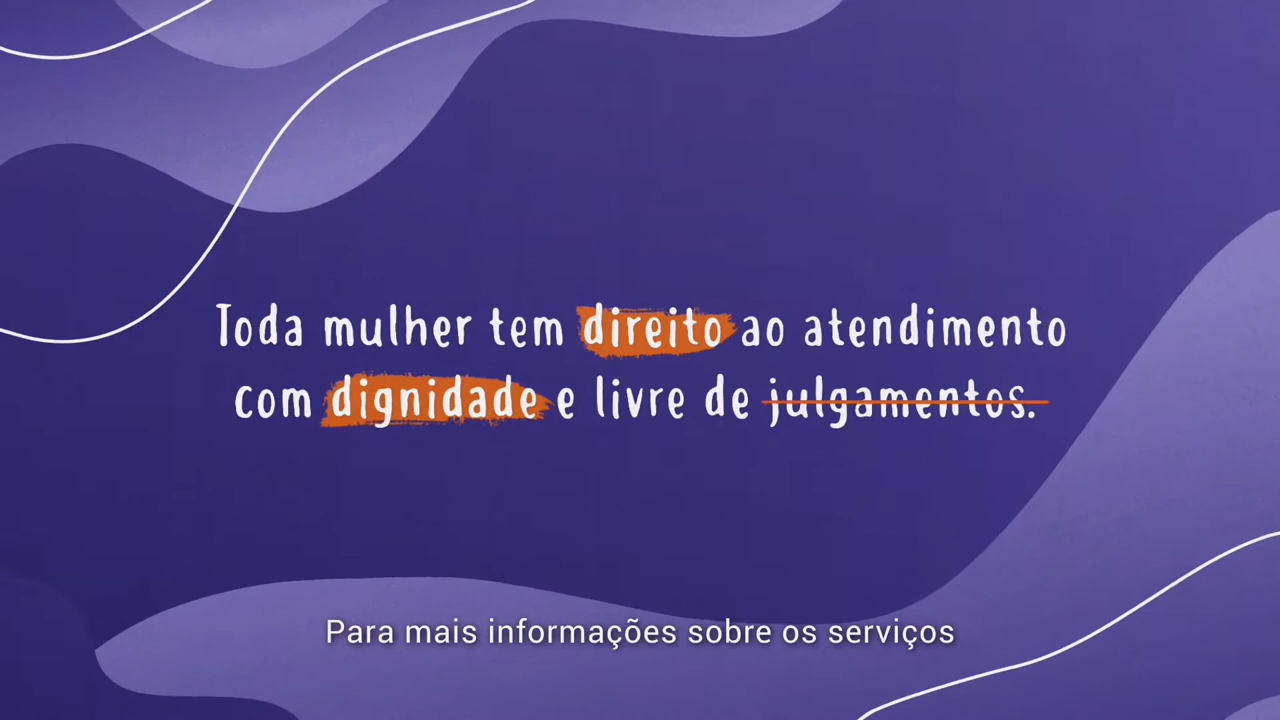 Toda mulher tem direito ao atendimento
com dignidade e livre de julgamentos.
Para mais informações sobre os serviços